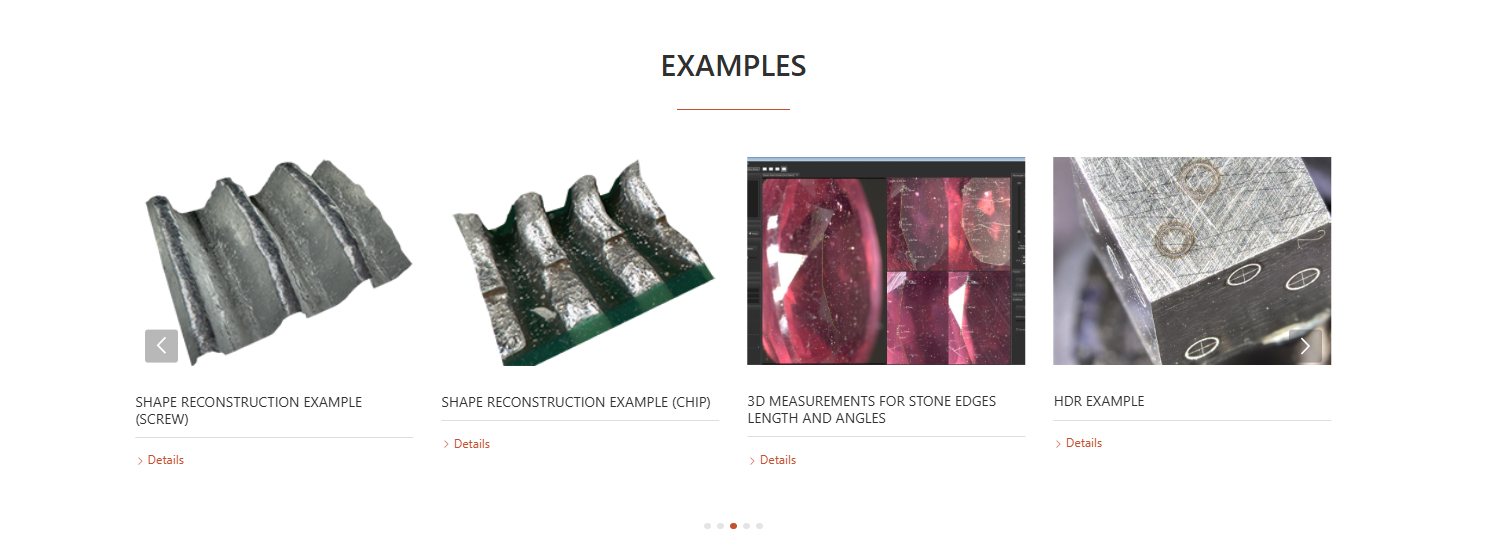 EXAMPLES
SHAPE RECONSTRUCTION EXAMPLE
(SCREW)
Details
SHAPE RECONSTRUCTION EXAMPLE (CHIP)
Details
3D MEASUREMENTS FOR STONE EDGES
LENGTH AND ANGLES
Details
HDR EXAMPLE
Details